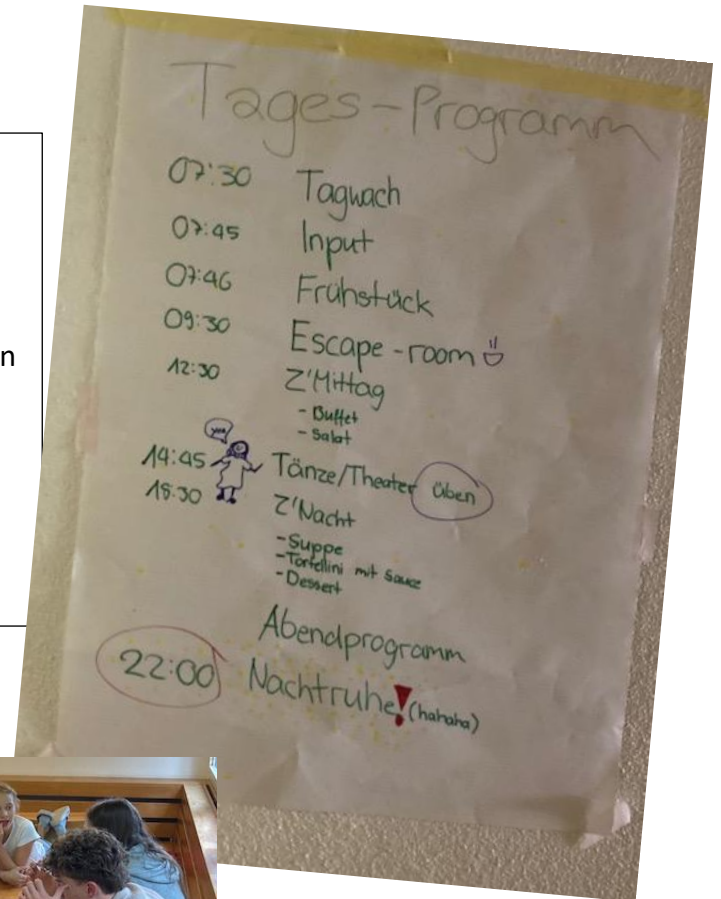 n
Tages-Programm
07:30 Tagwach
07:45 Input
07:46 Frühstück
09:30 Escape-room
12:30 Z'Mittag
- Buffet
- Salat
14:45 Tänze/Theater üben
18:30 Z'Nacht
- Suppe
- Tortellini mit Sauce
- Dessert
Abendprogramm
22:00 Nachtruhe! (hahaha)